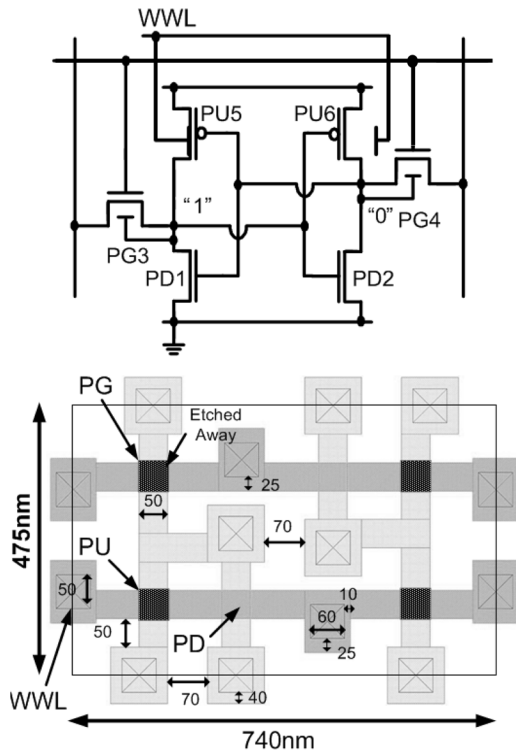 WWL
PU5
PU6
"1"
"0"
PG4
PG3
PD1
PD2
PG
Etched
Away
475nm
50
25
70
PU
50
10
60
50
PD
25
WWL
70
40
740nm